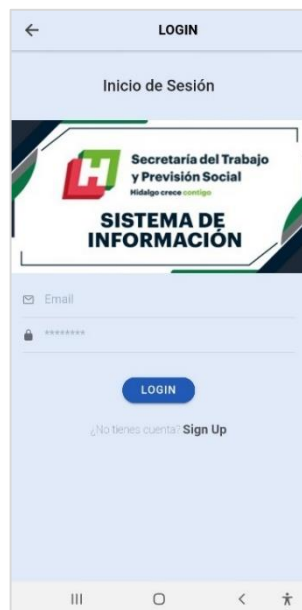 LOGIN
Inicio de Sesión
H
Secretaría del Trabajo
y Previsión Social
Hidalgo crece contigo
SISTEMA DE
INFORMACIÓN
Email
********
LOGIN
¿No tienes cuenta? Sign Up